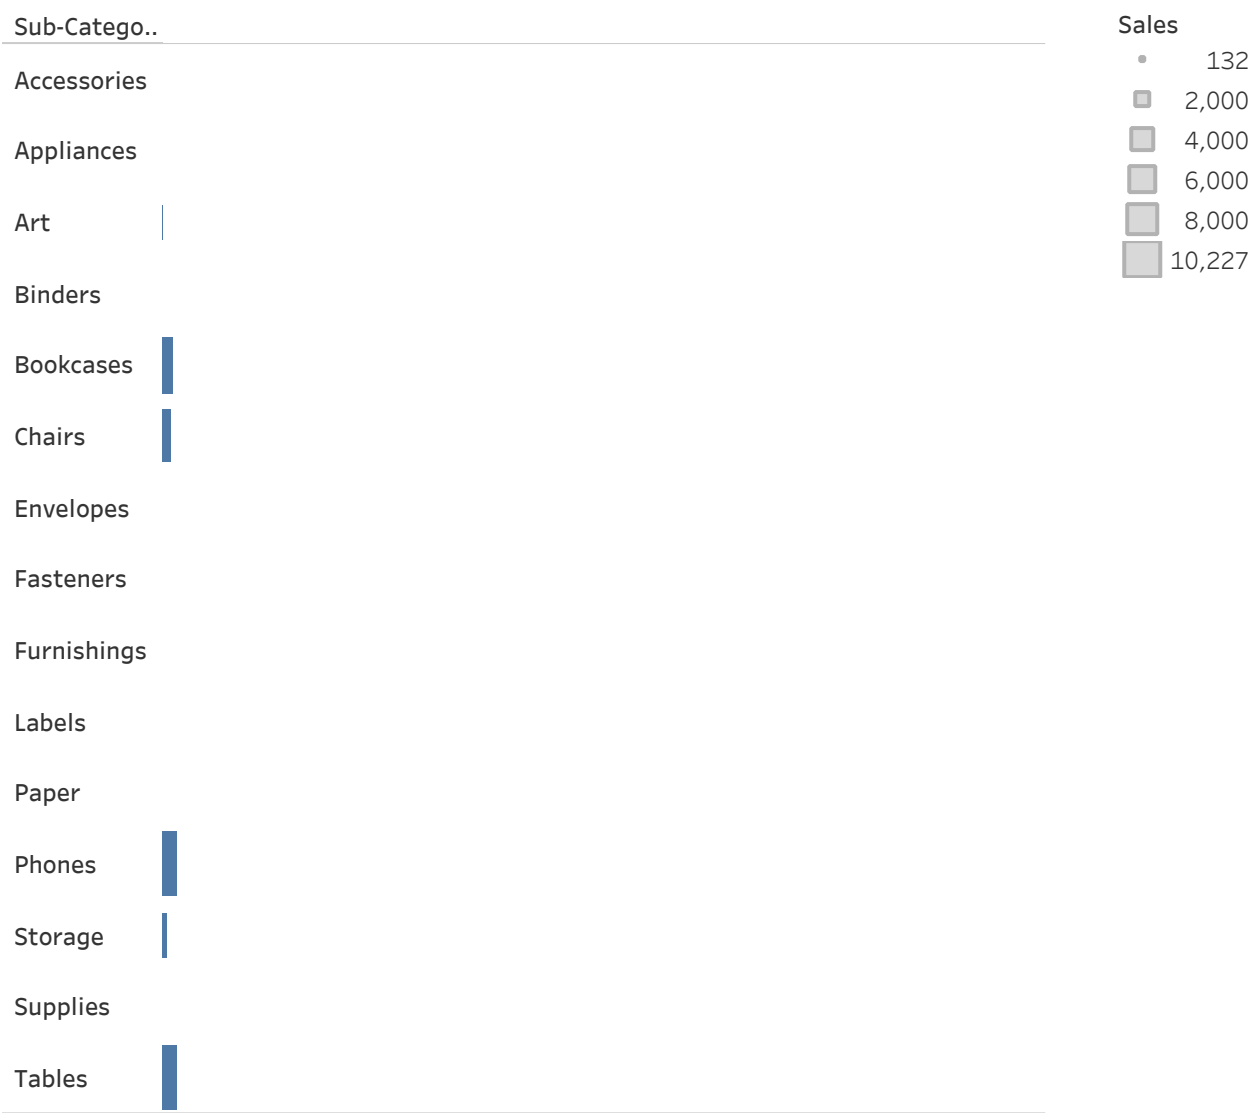 Sub-Catego..
Accessories
Appliances
Art
Binders
Bookcases
Chairs
Envelopes
Fasteners
Furnishings
Labels
Paper
Phones
Storage
Supplies
Tables
Sales
132
2,000
4,000
6,000
8,000
10,227